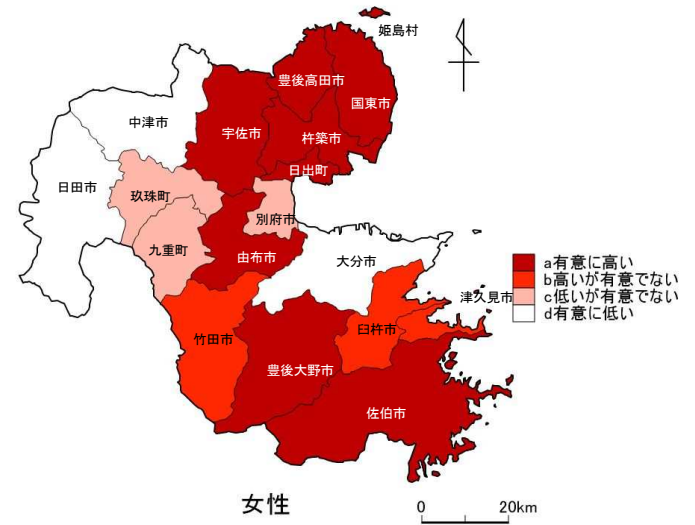 姫島村
豊後高田市
国東市
中津市
宇佐市
杵築市
日出町
日田市
玖珠町
別府市
九重町
由布市
大分市
a有意に高い
b高いが有意でない
c低いが有意でない
d有意に低い
津久見市
臼杵市
竹田市
豊後大野市
佐伯市
女性
0 20km